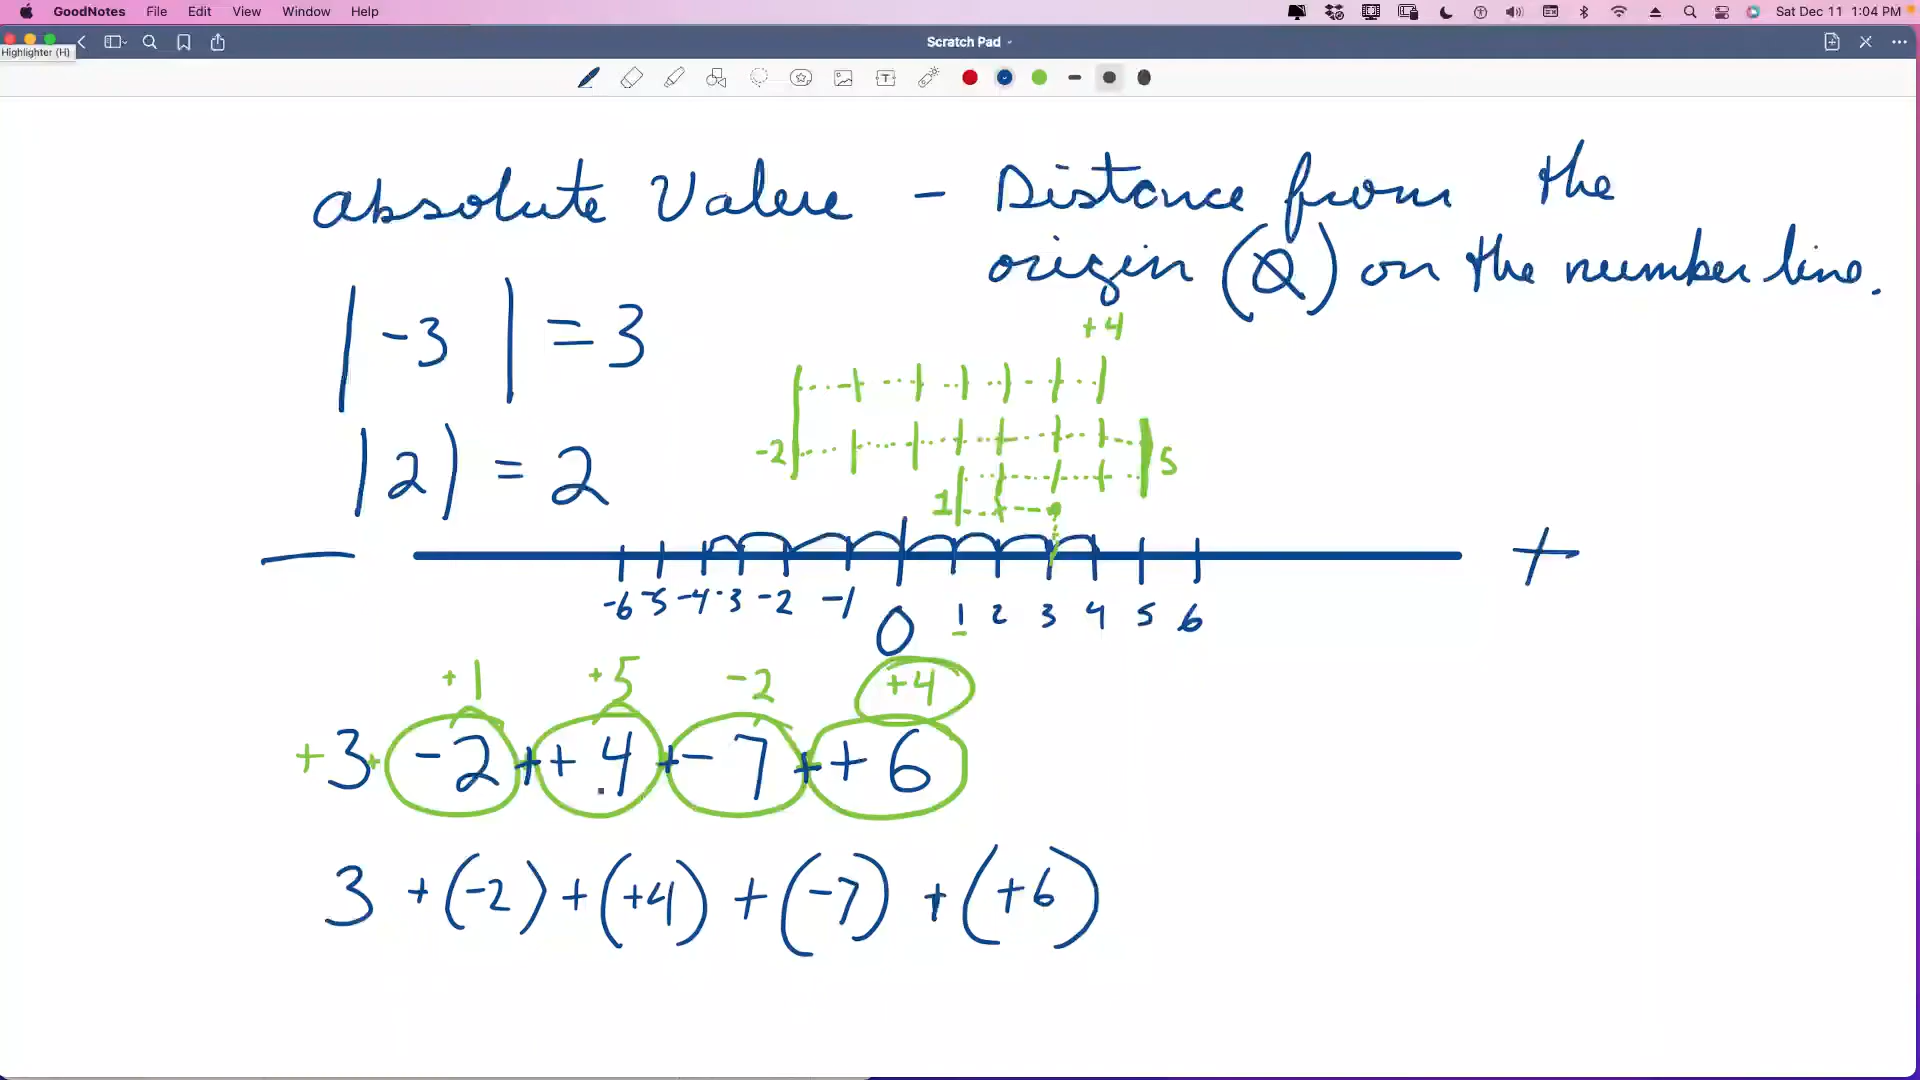 GoodNotes File Edit View Window Help Sat Dec 11 1:04 PM
Scratch Pad
Highlighter (H)
absolute Value - Distance from the
origin (0) on the number line.
|-3| = 3
+4
|2| = 2
-2 5
1
— +
-6 -5 -4 -3 -2 -1 0 1 2 3 4 5 6
+1 +5 -2 +4
+3 + -2 + +4 + -7 + +6
3 + (-2) + (+4) + (-7) + (+6)